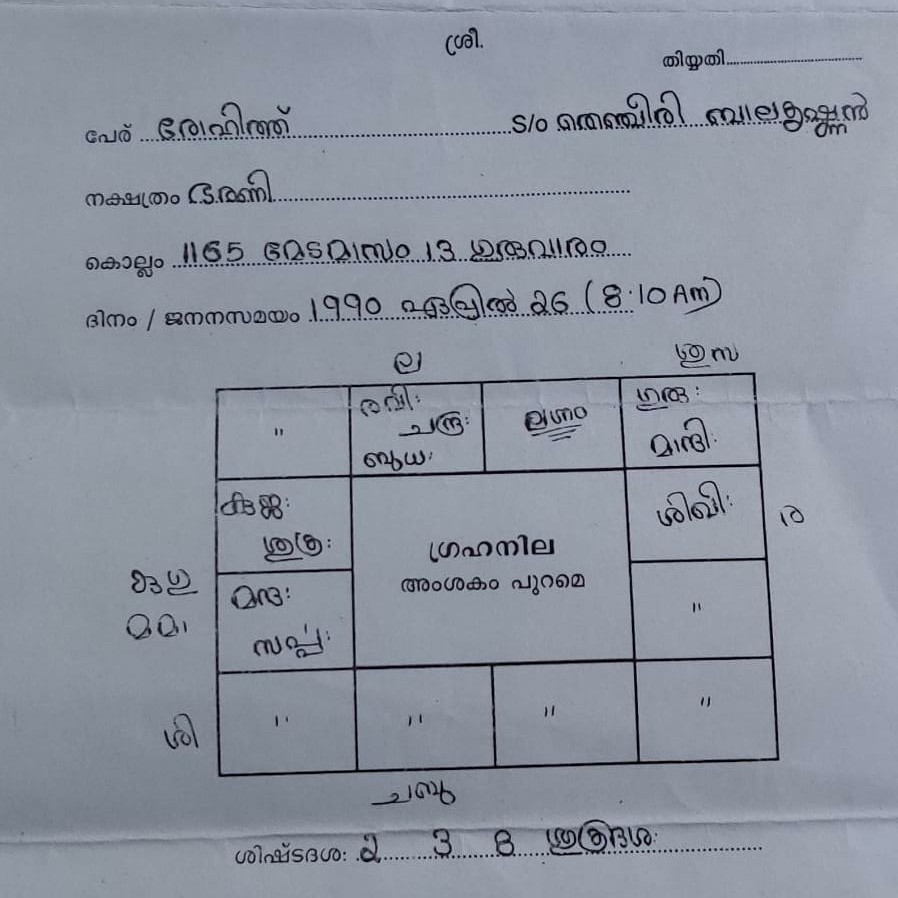 ശ്രീ.
തിയ്യതി
പേര് രോഹിത്ത് S/o തെഞ്ചീരി ബാലകൃഷ്ണൻ
നക്ഷത്രം ഭരണി
കൊല്ലം 1165 മേടമാസം 13 ഗുരുവാരം
ദിനം / ജനനസമയം 1990 ഏപ്രിൽ 26 (8:10 Am)
ല
"
രവി:
ചന്ദ്ര:
ബുധ:
ലഗ്നം
ഗുരു:
മാന്ദി:
കുജ:
ശുക്ര:
ശിഖി:
ര
ഗ്രഹനില
അംശകം പുറമെ
കുഗു
മമാ
മന്ദ:
സർപ്പ:
"
ശി
"
"
"
"
ചബു
ശിഷ്ടദശ: 2 3 8 ശുക്രദശ: